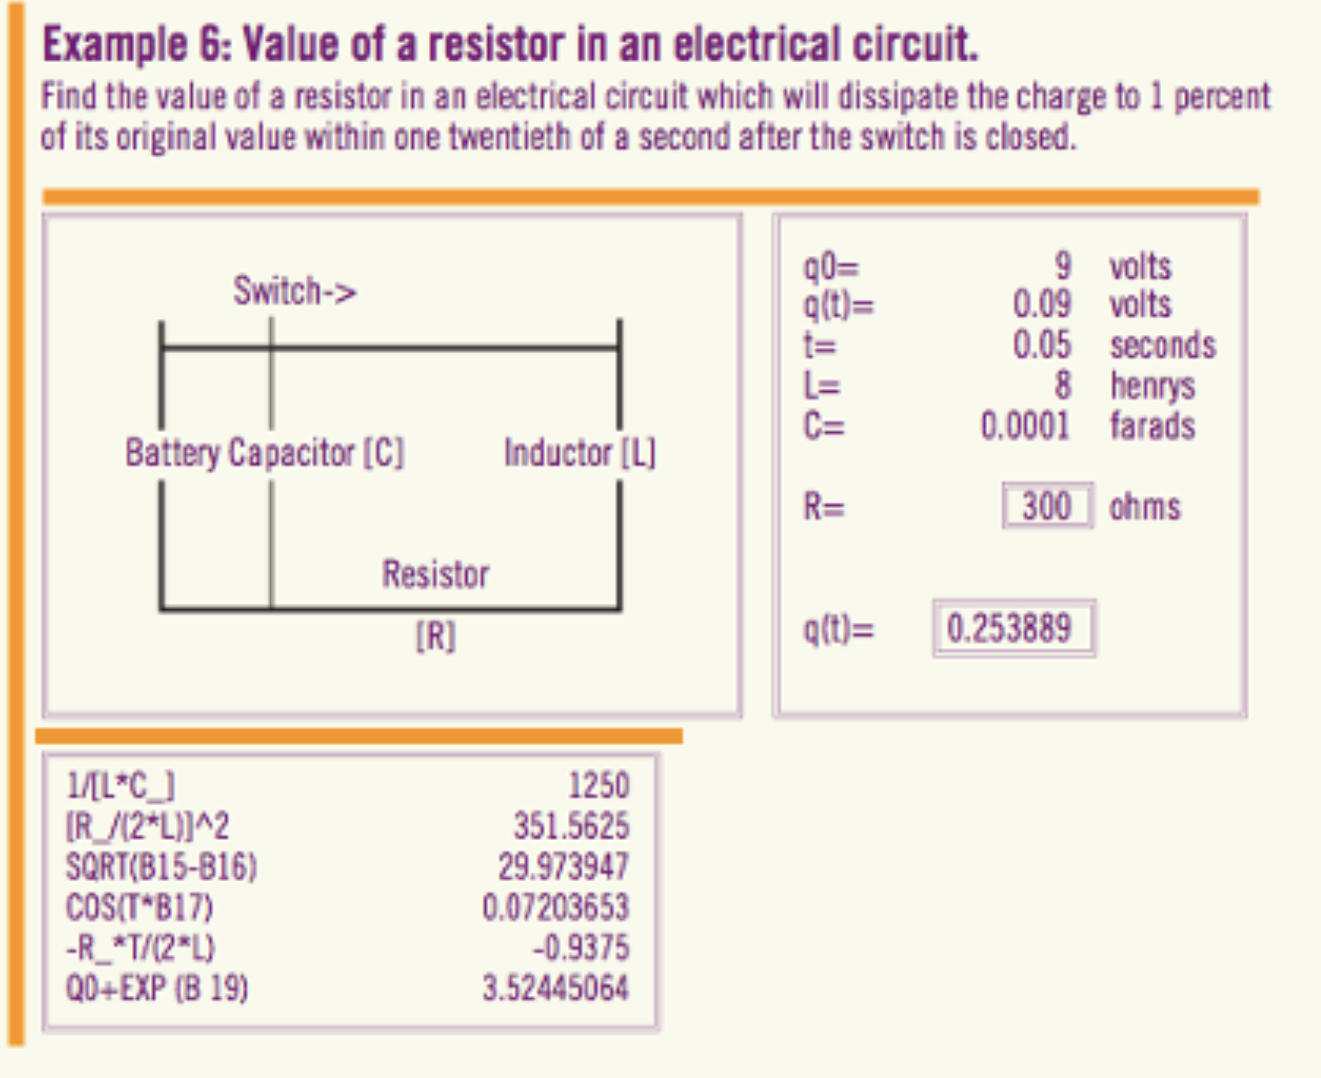 Example 6: Value of a resistor in an electrical circuit.
Find the value of a resistor in an electrical circuit which will dissipate the charge to 1 percent
of its original value within one twentieth of a second after the switch is closed.
Switch->
Battery Capacitor [C] Inductor [L]
Resistor
[R]
q0= 9 volts
q(t)= 0.09 volts
t= 0.05 seconds
L= 8 henrys
C= 0.0001 farads
R= 300 ohms
q(t)= 0.253889
1/[L*C_] 1250
[R_/(2*L)]^2 351.5625
SQRT(B15-B16) 29.973947
COS(T*B17) 0.07203653
-R_*T/(2*L) -0.9375
Q0+EXP (B 19) 3.52445064